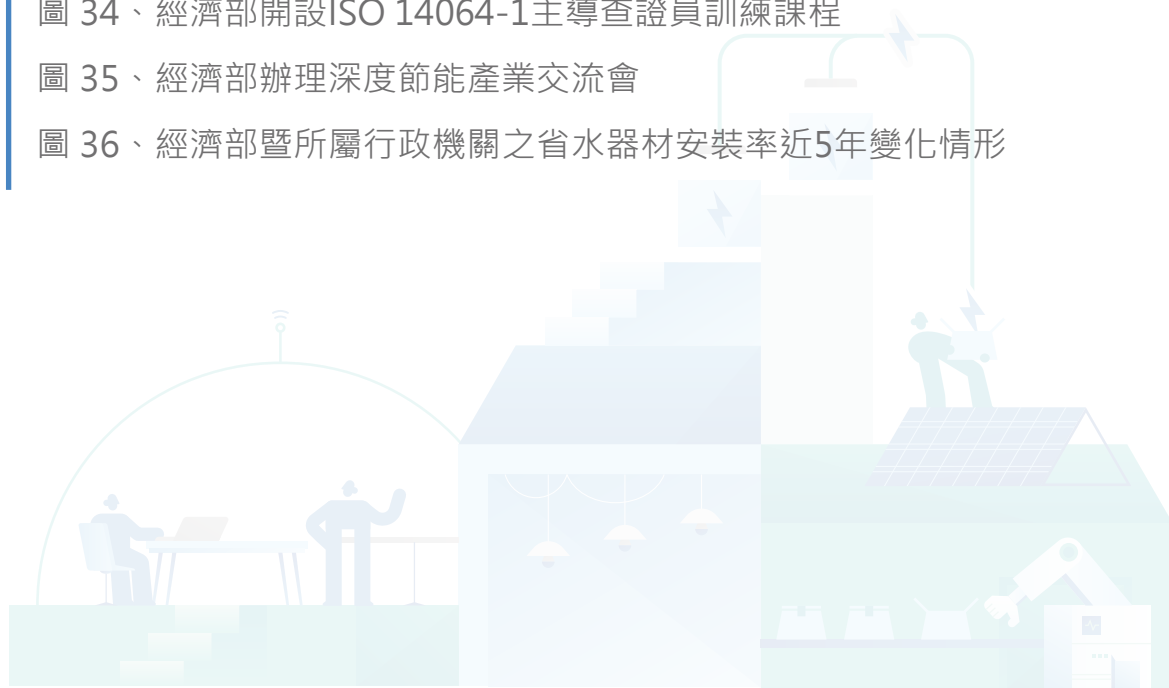 圖 34、經濟部開設ISO 14064-1主導查證員訓練課程
圖 35、經濟部辦理深度節能產業交流會
圖 36、經濟部暨所屬行政機關之省水器材安裝率近5年變化情形